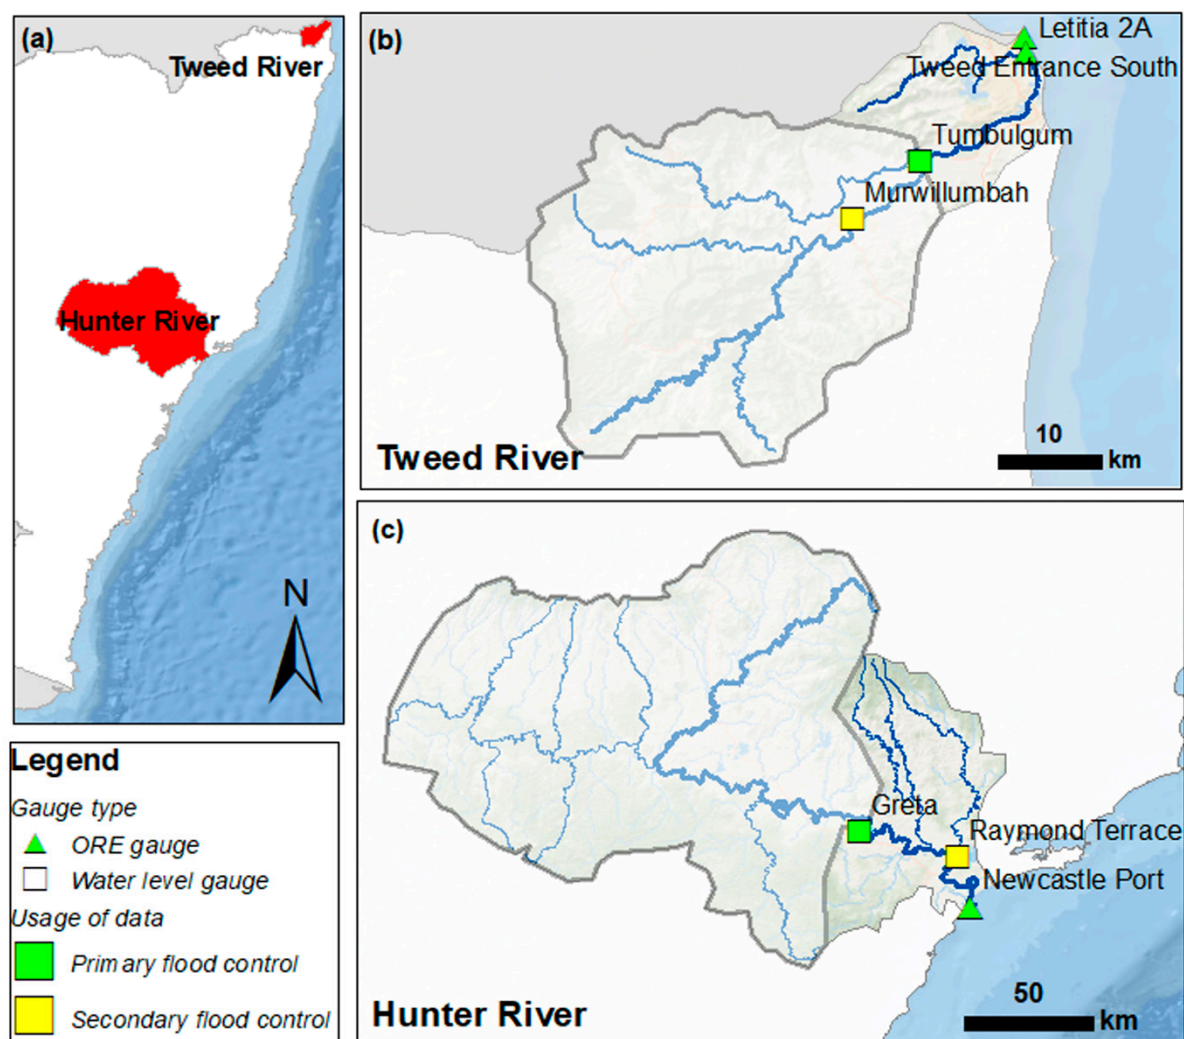 (a)
Tweed River
Hunter River
N
(b)
Letitia 2A
Tweed Entrance South
Tumbulgum
Murwillumbah
Tweed River
10
km
(c)
Greta
Raymond Terrace
Newcastle Port
Hunter River
50
km
Legend
Gauge type
ORE gauge
Water level gauge
Usage of data
Primary flood control
Secondary flood control